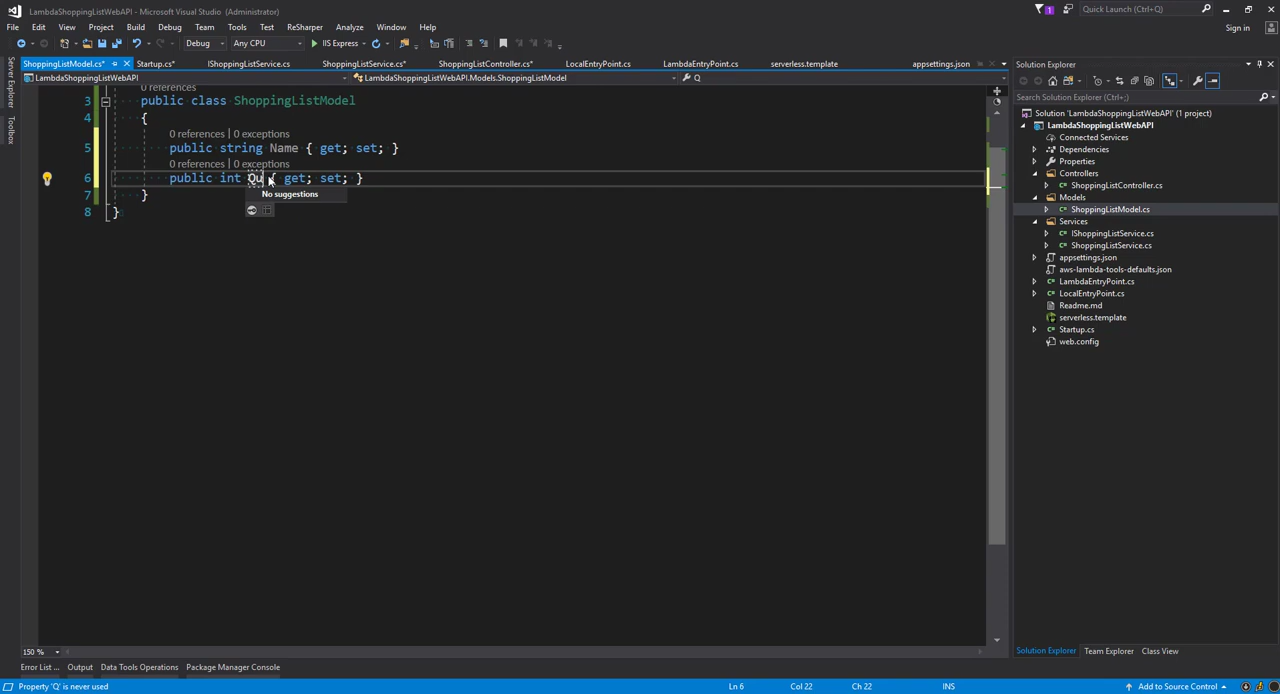 LambdaShoppingListWebAPI - Microsoft Visual Studio (Administrator)
1
Quick Launch (Ctrl+Q)
File Edit View Project Build Debug Team Tools Test ReSharper Analyze Window Help
Sign in
Debug Any CPU IIS Express
ShoppingListModel.cs* Startup.cs* IShoppingListService.cs ShoppingListService.cs* ShoppingListController.cs* LocalEntryPoint.cs LambdaEntryPoint.cs serverless.template appsettings.json
LambdaShoppingListWebAPI LambdaShoppingListWebAPI.Models.ShoppingListModel Q
0 references
3 public class ShoppingListModel
4 {
0 references | 0 exceptions
5 public string Name { get; set; }
0 references | 0 exceptions
6 public int Qu { get; set; }
No suggestions
7 }
8 }
150 %
Server Explorer
Toolbox
Solution Explorer
Search Solution Explorer (Ctrl+;)
Solution 'LambdaShoppingListWebAPI' (1 project)
LambdaShoppingListWebAPI
Connected Services
Dependencies
Properties
Controllers
ShoppingListController.cs
Models
ShoppingListModel.cs
Services
IShoppingListService.cs
ShoppingListService.cs
appsettings.json
aws-lambda-tools-defaults.json
LambdaEntryPoint.cs
LocalEntryPoint.cs
Readme.md
serverless.template
Startup.cs
web.config
Solution Explorer Team Explorer Class View
Error List ... Output Data Tools Operations Package Manager Console
Property 'Q' is never used Ln 6 Col 22 Ch 22 INS Add to Source Control